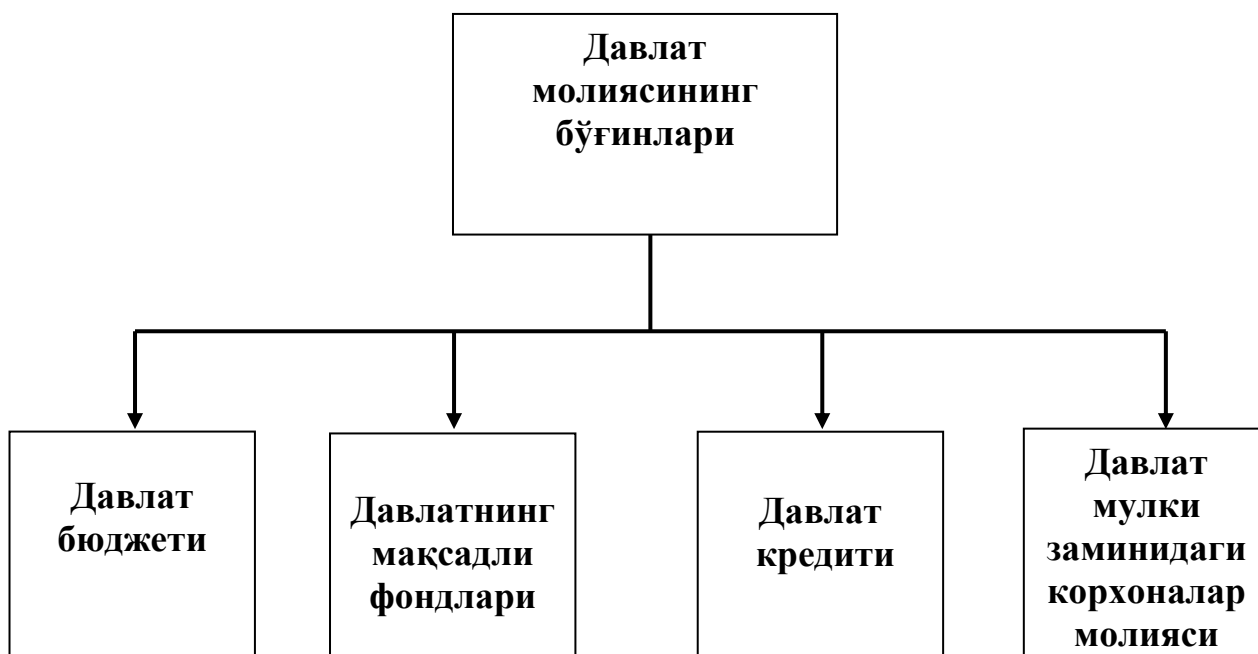 Давлат
молиясининг
бўғинлари
Давлат
бюджети
Давлатнинг
мақсадли
фондлари
Давлат
кредити
Давлат
мулки
заминидаги
корхоналар
молияси